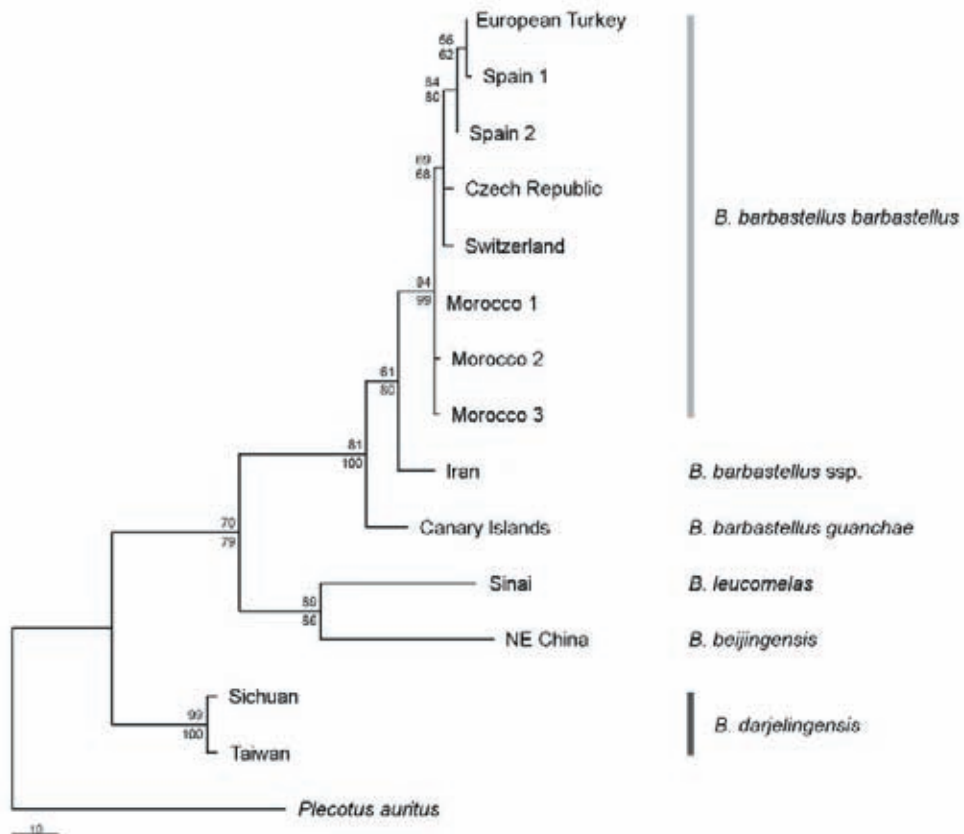 European Turkey
66
62
Spain 1
84
80
Spain 2
69
68
Czech Republic
B. barbastellus barbastellus
Switzerland
94
99
Morocco 1
Morocco 2
61
80
Morocco 3
81
100
Iran B. barbastellus ssp.
Canary Islands B. barbastellus guanchae
70
79
Sinai B. leucomelas
86
NE China B. beijingensis
Sichuan
99
100
B. darjelingensis
Taiwan
Plecotus auritus
10